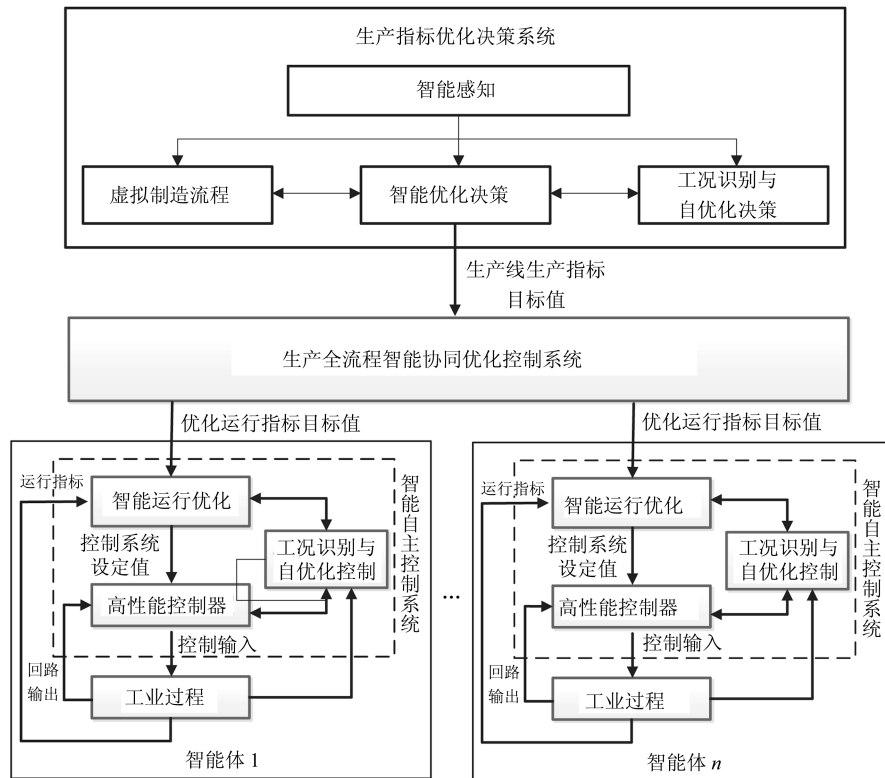 生产指标优化决策系统
智能感知
虚拟制造流程
智能优化决策
工况识别与
自优化决策
生产线生产指标
目标值
生产全流程智能协同优化控制系统
优化运行指标目标值
优化运行指标目标值
运行指标
智能运行优化
控制系统
设定值
工况识别与
自优化控制
高性能控制器
控制输入
回路
输出
工业过程
智能自主控制系统
智能体 1
...
运行指标
智能运行优化
控制系统
设定值
工况识别与
自优化控制
高性能控制器
控制输入
回路
输出
工业过程
智能自主控制系统
智能体 n